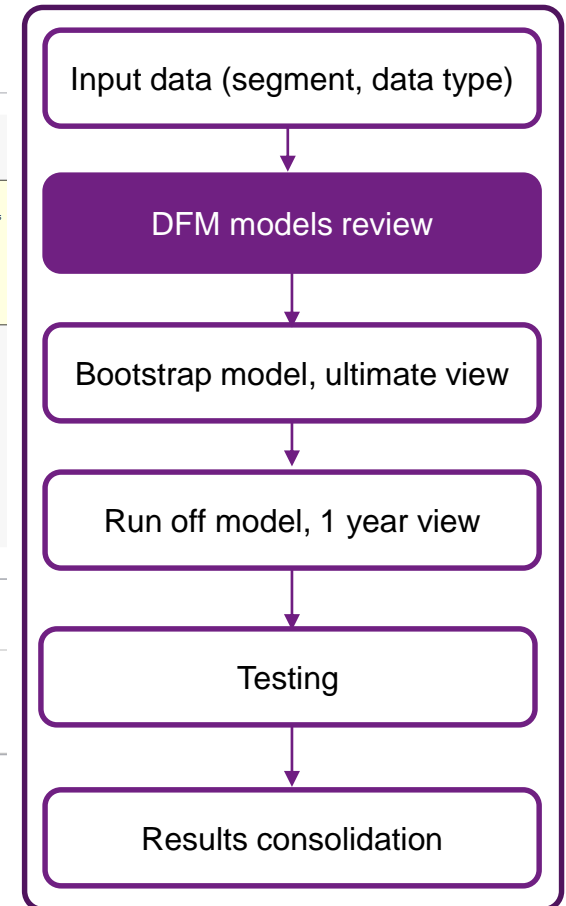 Input data (segment, data type)
DFM models review
Bootstrap model, ultimate view
Run off model, 1 year view
Testing
Results consolidation